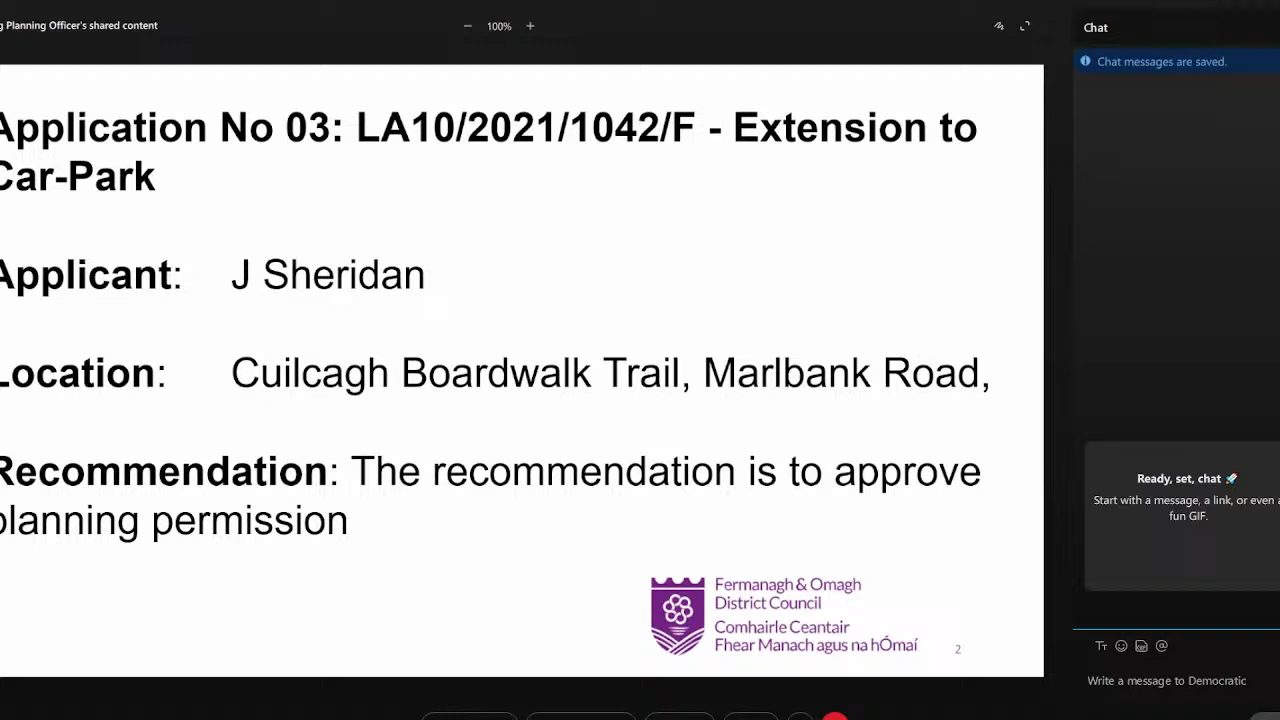 g Planning Officer's shared content
100%
Chat
Chat messages are saved.
Application No 03: LA10/2021/1042/F - Extension to
Car-Park
Applicant: J Sheridan
Location: Cuilcagh Boardwalk Trail, Marlbank Road,
Recommendation: The recommendation is to approve
planning permission
Fermanagh & Omagh
District Council
Comhairle Ceantair
Fhear Manach agus na hÓmaí
2
Ready, set, chat 🚀
Start with a message, a link, or even a
fun GIF.
Write a message to Democratic